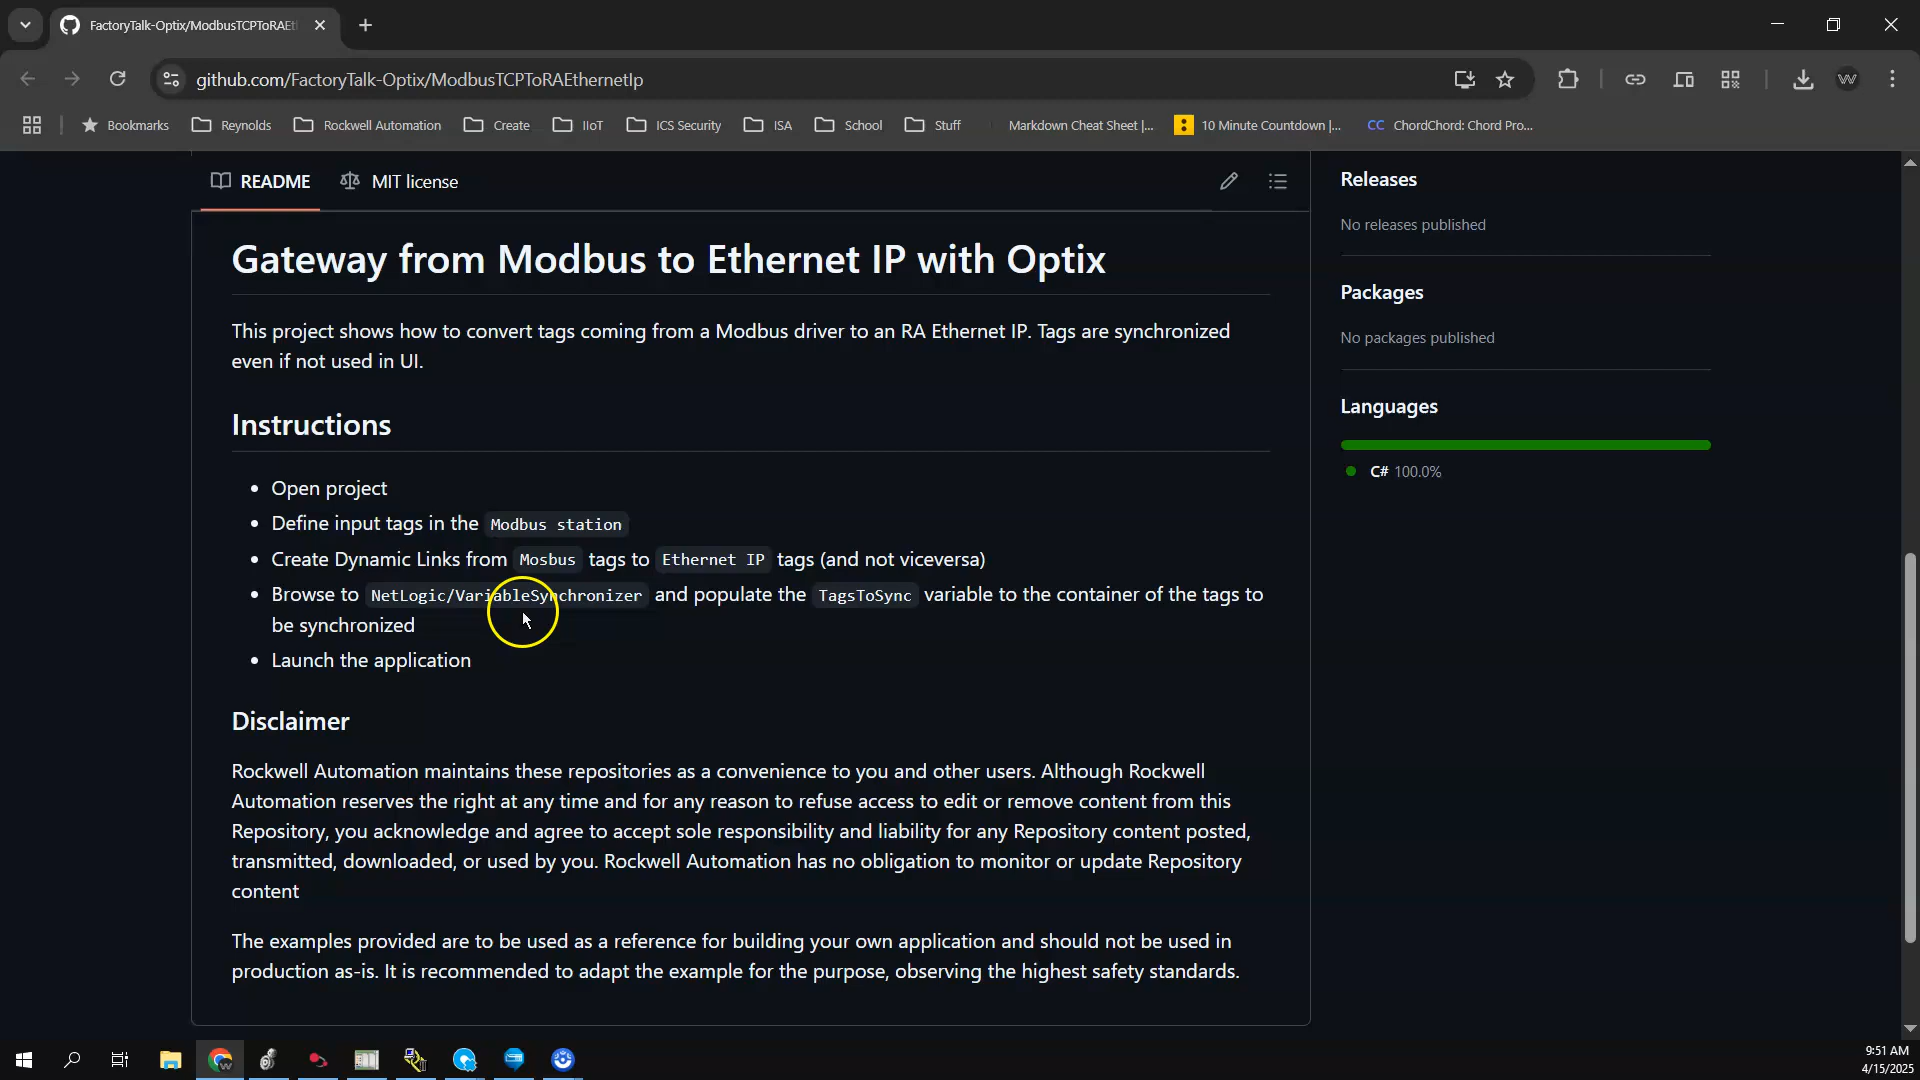 FactoryTalk-Optix/ModbusTCPToRAEt
github.com/FactoryTalk-Optix/ModbusTCPToRAEthernetIp
Bookmarks
Reynolds
Rockwell Automation
Create
IIoT
ICS Security
ISA
School
Stuff
Markdown Cheat Sheet |...
10 Minute Countdown |...
CC ChordChord: Chord Pro...
README
MIT license
Gateway from Modbus to Ethernet IP with Optix
This project shows how to convert tags coming from a Modbus driver to an RA Ethernet IP. Tags are synchronized
even if not used in UI.
Instructions
• Open project
• Define input tags in the Modbus station
• Create Dynamic Links from Mosbus tags to Ethernet IP tags (and not viceversa)
• Browse to NetLogic/VariableSynchronizer and populate the TagsToSync variable to the container of the tags to
be synchronized
• Launch the application
Disclaimer
Rockwell Automation maintains these repositories as a convenience to you and other users. Although Rockwell
Automation reserves the right at any time and for any reason to refuse access to edit or remove content from this
Repository, you acknowledge and agree to accept sole responsibility and liability for any Repository content posted,
transmitted, downloaded, or used by you. Rockwell Automation has no obligation to monitor or update Repository
content
The examples provided are to be used as a reference for building your own application and should not be used in
production as-is. It is recommended to adapt the example for the purpose, observing the highest safety standards.
Releases
No releases published
Packages
No packages published
Languages
C# 100.0%
9:51 AM
4/15/2025